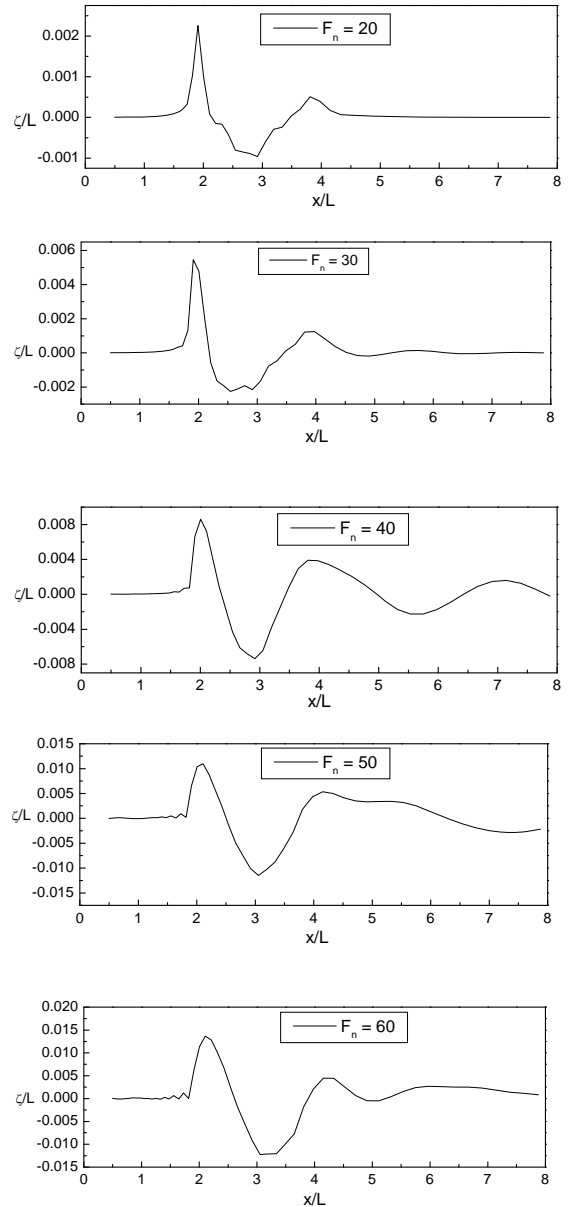 F_n = 20
0.002
0.001
0.000
-0.001
ζ/L
0 1 2 3 4 5 6 7 8
x/L
F_n = 30
0.006
0.004
0.002
0.000
-0.002
ζ/L
0 1 2 3 4 5 6 7 8
x/L
F_n = 40
0.008
0.004
0.000
-0.004
-0.008
ζ/L
0 1 2 3 4 5 6 7 8
x/L
F_n = 50
0.015
0.010
0.005
0.000
-0.005
-0.010
-0.015
ζ/L
0 1 2 3 4 5 6 7 8
x/L
F_n = 60
0.020
0.015
0.010
0.005
0.000
-0.005
-0.010
-0.015
ζ/L
0 1 2 3 4 5 6 7 8
x/L